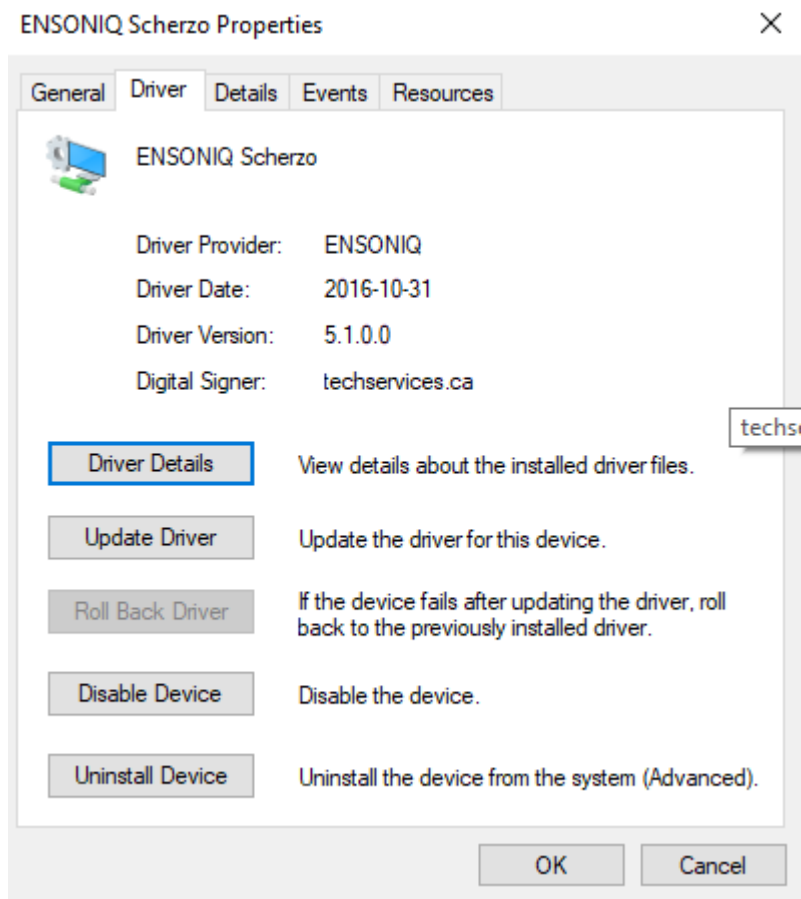 ENSONIQ Scherzo Properties
General Driver Details Events Resources
ENSONIQ Scherzo
Driver Provider: ENSONIQ
Driver Date: 2016-10-31
Driver Version: 5.1.0.0
Digital Signer: techservices.ca
techs
Driver Details View details about the installed driver files.
Update Driver Update the driver for this device.
Roll Back Driver If the device fails after updating the driver, roll
back to the previously installed driver.
Disable Device Disable the device.
Uninstall Device Uninstall the device from the system (Advanced).
OK Cancel